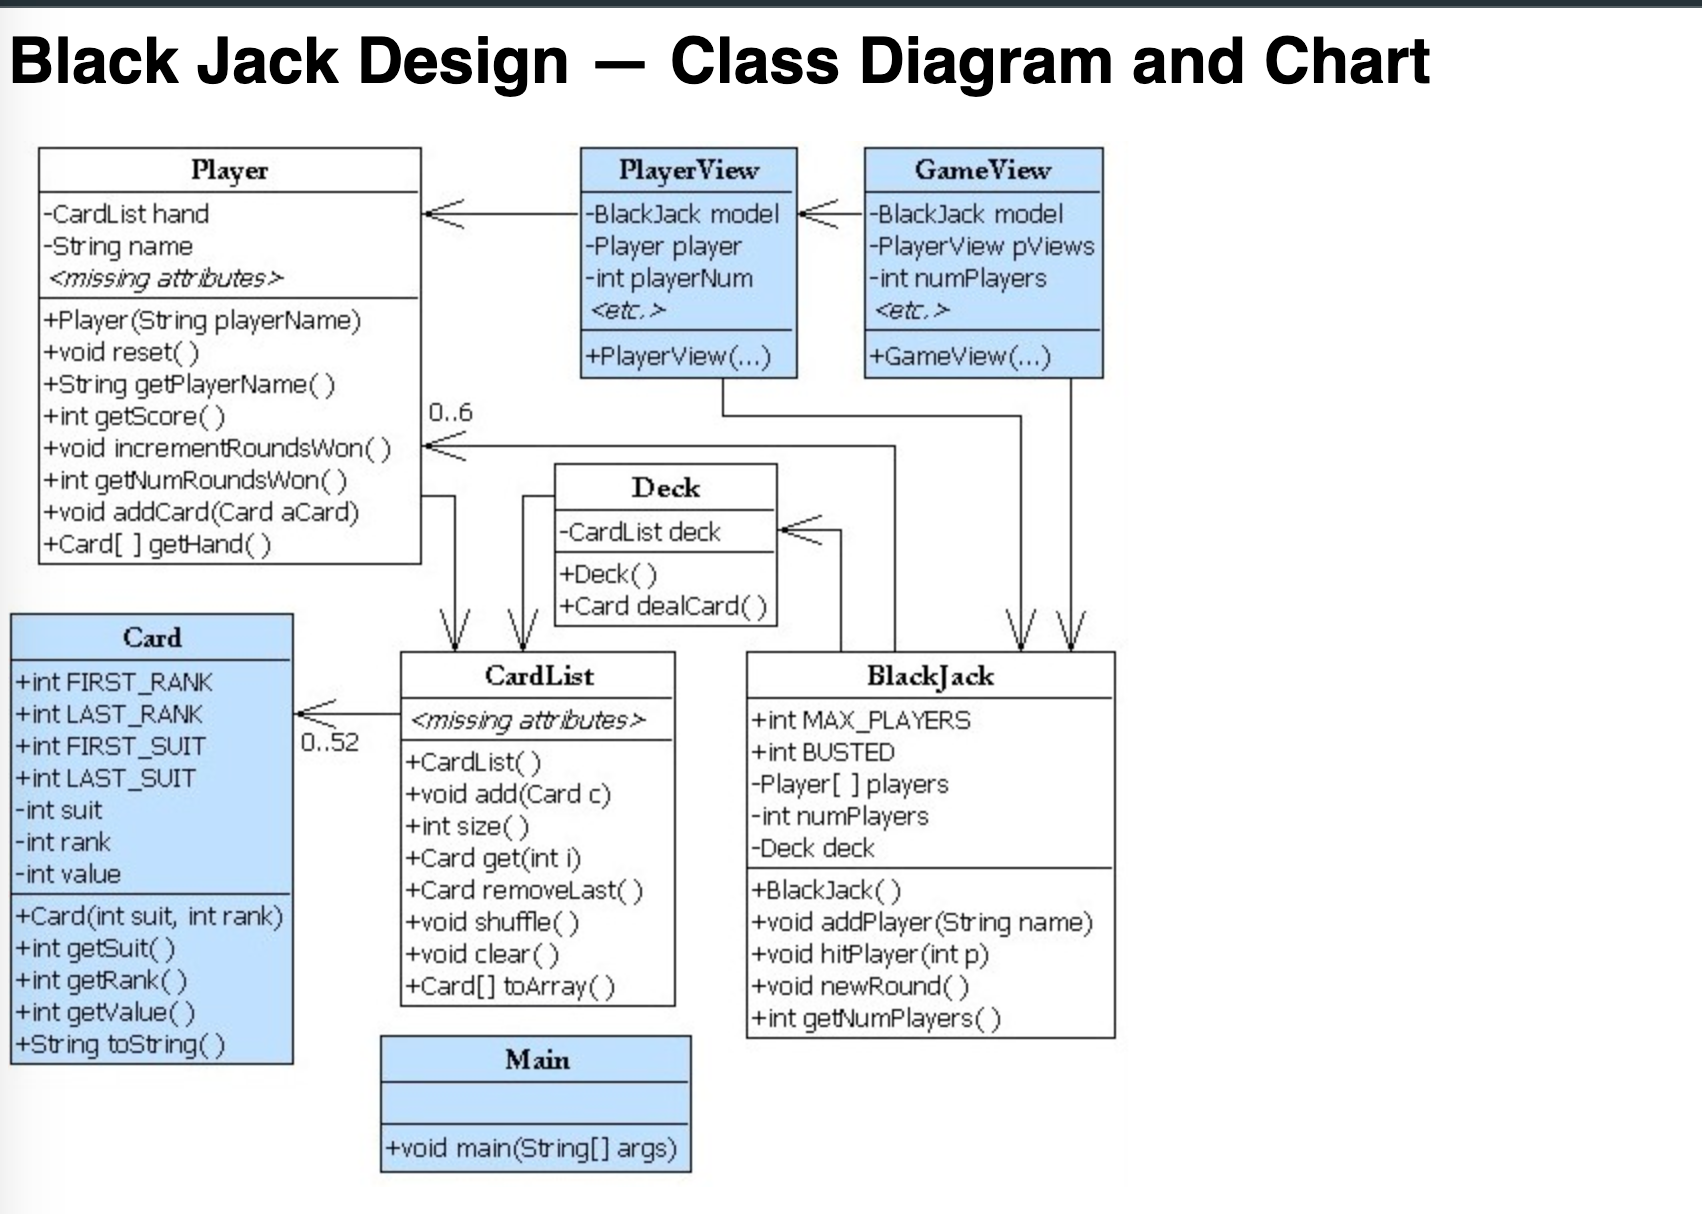 Black Jack Design — Class Diagram and Chart
Player
-CardList hand
-String name
<missing attributes>
+Player(String playerName)
+void reset( )
+String getPlayerName( )
+int getScore( )
+void incrementRoundsWon( )
+int getNumRoundsWon( )
+void addCard(Card aCard)
+Card[ ] getHand( )
PlayerView
-BlackJack model
-Player player
-int playerNum
<etc.>
+PlayerView(...)
GameView
-BlackJack model
-PlayerView pViews
-int numPlayers
<etc.>
+GameView(...)
0..6
Deck
-CardList deck
+Deck( )
+Card dealCard( )
Card
+int FIRST_RANK
+int LAST_RANK
+int FIRST_SUIT
+int LAST_SUIT
-int suit
-int rank
-int value
+Card(int suit, int rank)
+int getSuit( )
+int getRank( )
+int getValue( )
+String toString( )
0..52
CardList
<missing attributes>
+CardList( )
+void add(Card c)
+int size( )
+Card get(int i)
+Card removeLast( )
+void shuffle( )
+void clear( )
+Card[] toArray( )
BlackJack
+int MAX_PLAYERS
+int BUSTED
-Player[ ] players
-int numPlayers
-Deck deck
+BlackJack( )
+void addPlayer(String name)
+void hitPlayer(int p)
+void newRound( )
+int getNumPlayers( )
Main
+void main(String[] args)